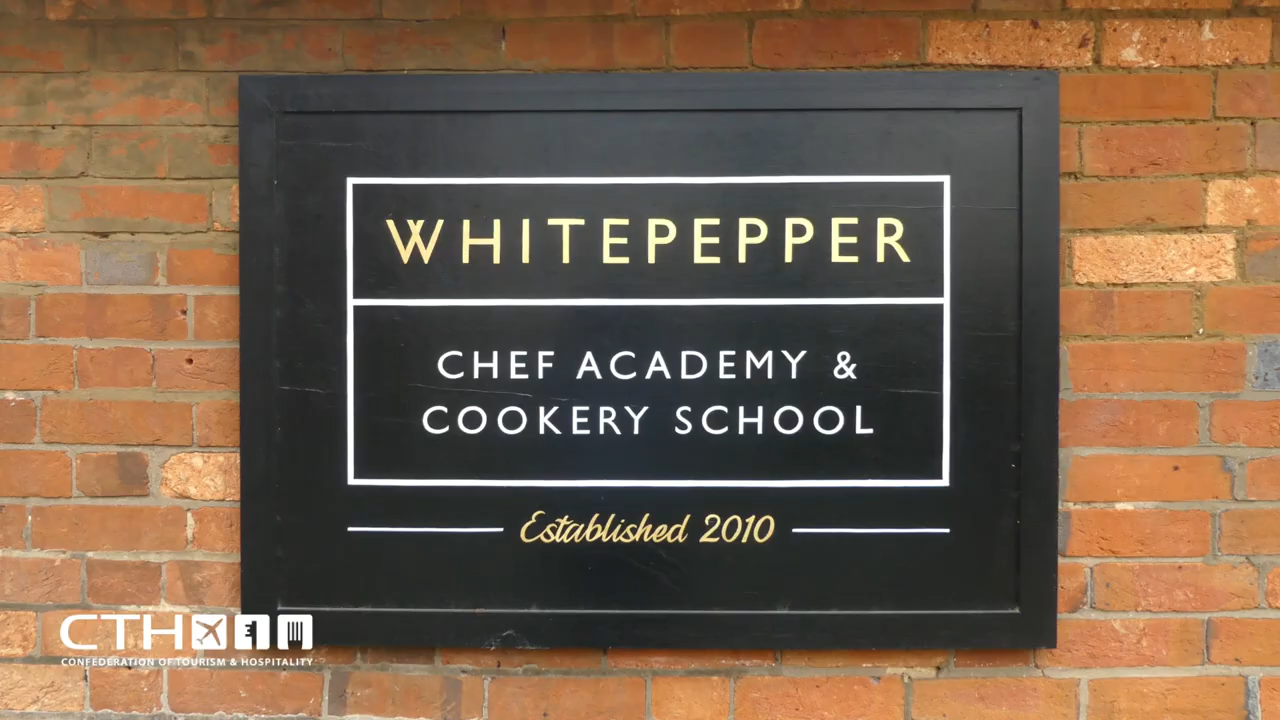 WHITEPEPPER
CHEF ACADEMY &
COOKERY SCHOOL
Established 2010
CTH
CONFEDERATION OF TOURISM & HOSPITALITY